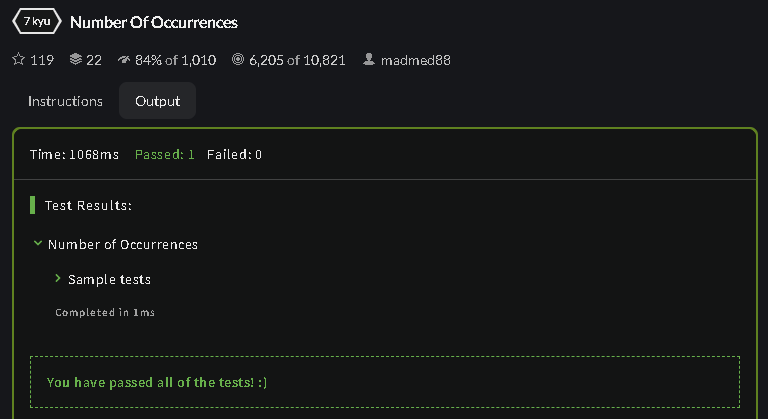 7 kyu Number Of Occurrences
119 22 84% of 1,010 6,205 of 10,821 madmed88
Instructions Output
Time: 1068ms Passed: 1 Failed: 0
Test Results:
Number of Occurrences
Sample tests
Completed in 1ms
You have passed all of the tests! :)